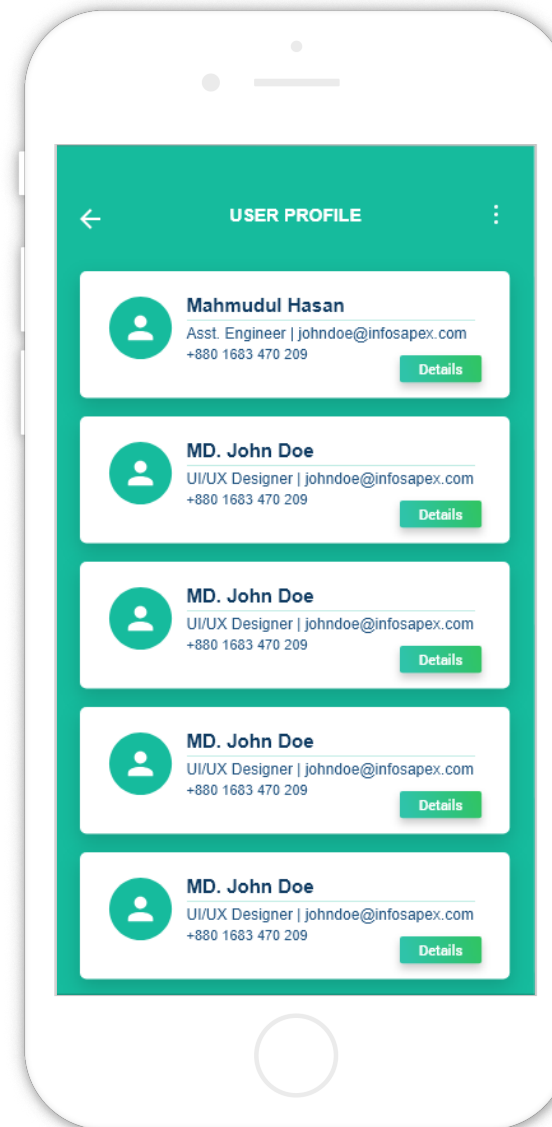 USER PROFILE
Mahmudul Hasan
Asst. Engineer | johndoe@infosapex.com
+880 1683 470 209
Details
MD. John Doe
UI/UX Designer | johndoe@infosapex.com
+880 1683 470 209
Details
MD. John Doe
UI/UX Designer | johndoe@infosapex.com
+880 1683 470 209
Details
MD. John Doe
UI/UX Designer | johndoe@infosapex.com
+880 1683 470 209
Details
MD. John Doe
UI/UX Designer | johndoe@infosapex.com
+880 1683 470 209
Details